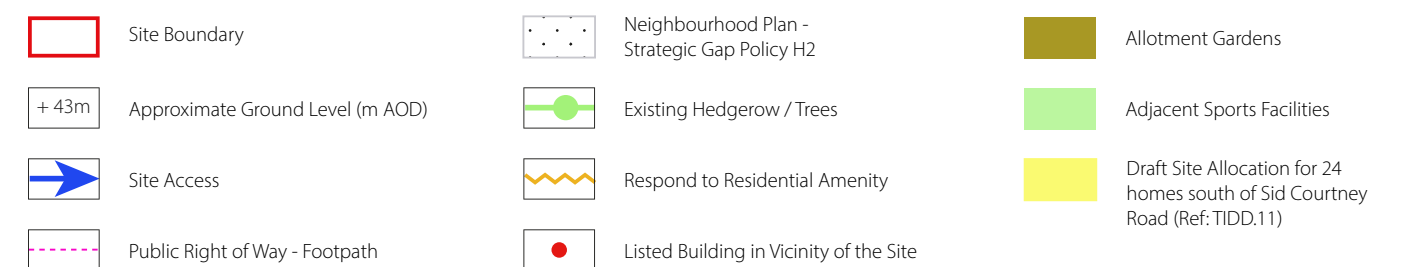 Site Boundary
+ 43m
Approximate Ground Level (m AOD)
Site Access
Public Right of Way - Footpath
Neighbourhood Plan -
Strategic Gap Policy H2
Existing Hedgerow / Trees
Respond to Residential Amenity
Listed Building in Vicinity of the Site
Allotment Gardens
Adjacent Sports Facilities
Draft Site Allocation for 24
homes south of Sid Courtney
Road (Ref: TIDD.11)